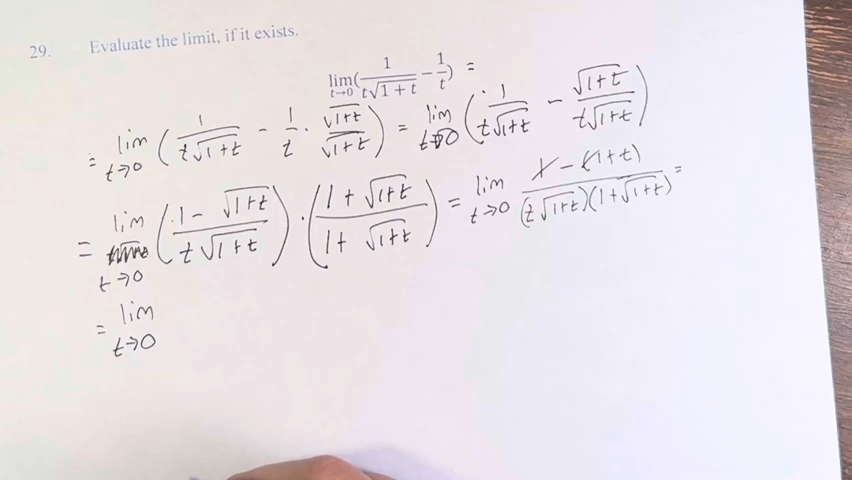 29. Evaluate the limit, if it exists.
lim_{t→0} (1/(t√(1+t)) − 1/t) =
= lim_{t→0} (1/(t√(1+t)) − 1/t · √(1+t)/√(1+t)) = lim_{t→0} (1/(t√(1+t)) − √(1+t)/(t√(1+t)))
= lim_{t→0} ((1 − √(1+t))/(t√(1+t))) · ((1 + √(1+t))/(1 + √(1+t))) = lim_{t→0} (1 − (1+t))/((t√(1+t))(1+√(1+t))) =
= lim_{t→0}